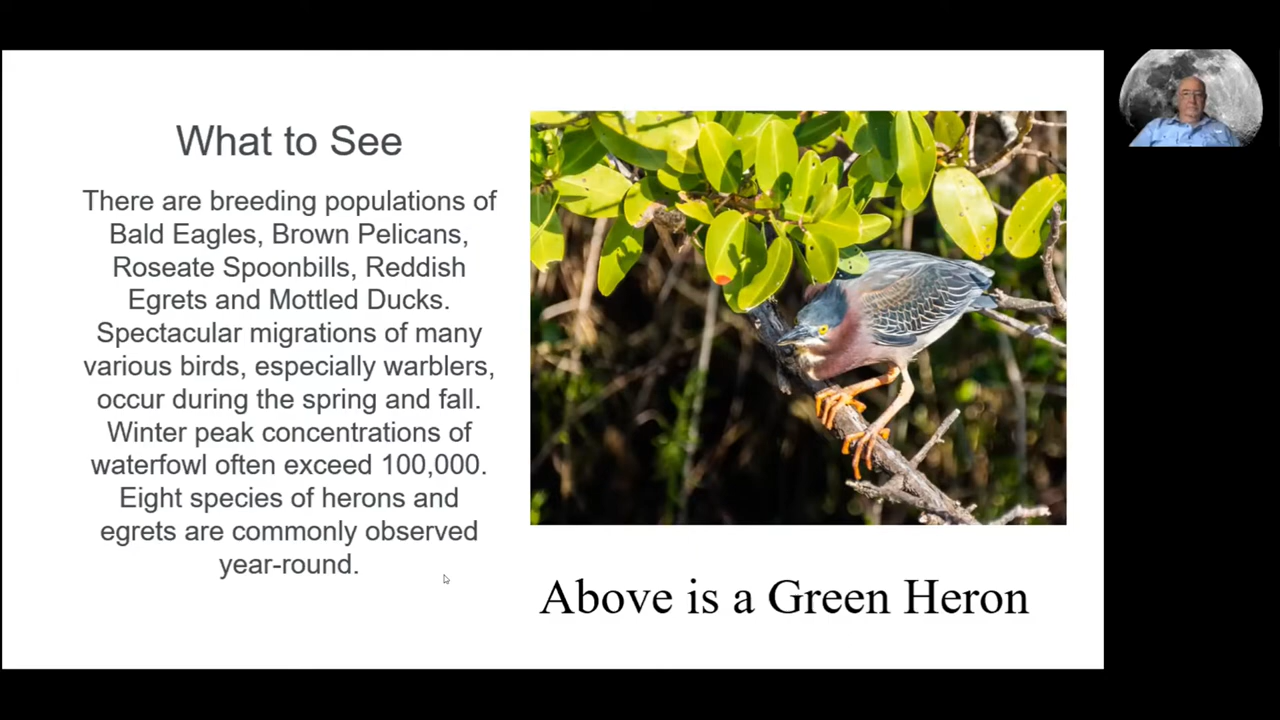 What to See
There are breeding populations of
Bald Eagles, Brown Pelicans,
Roseate Spoonbills, Reddish
Egrets and Mottled Ducks.
Spectacular migrations of many
various birds, especially warblers,
occur during the spring and fall.
Winter peak concentrations of
waterfowl often exceed 100,000.
Eight species of herons and
egrets are commonly observed
year-round.
Above is a Green Heron